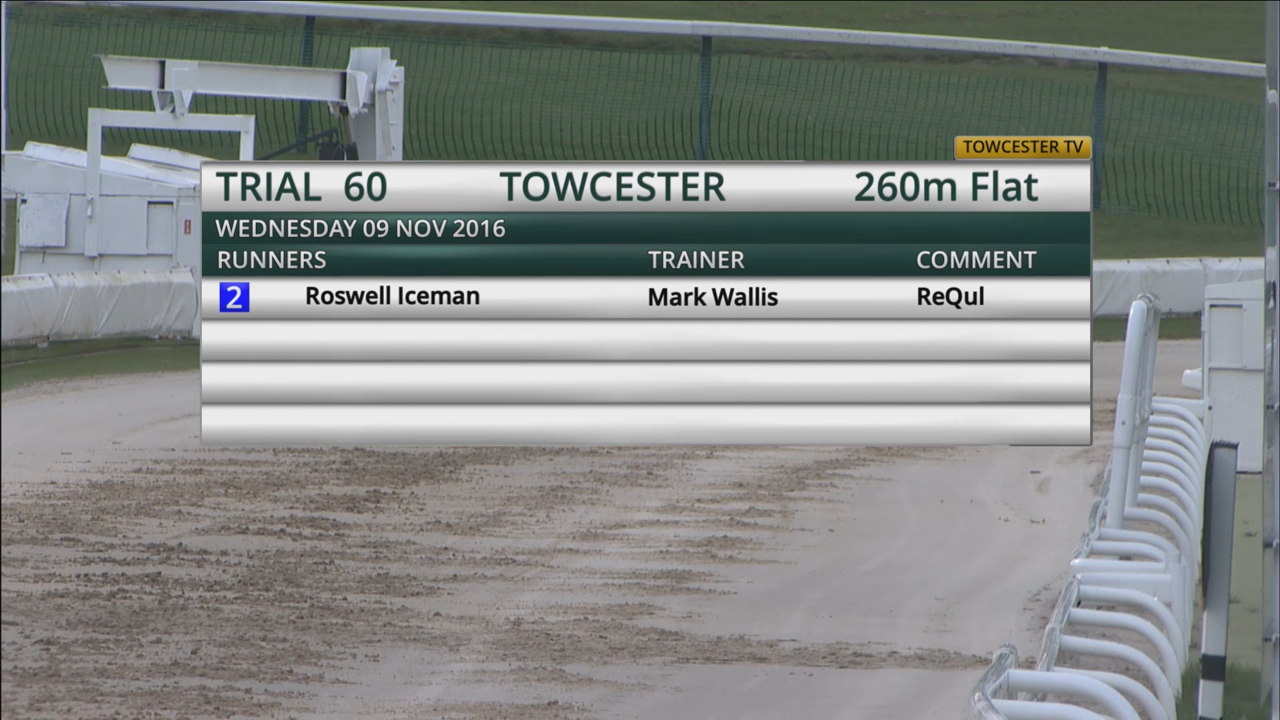 TOWCESTER TV
TRIAL 60 TOWCESTER 260m Flat
WEDNESDAY 09 NOV 2016
RUNNERS TRAINER COMMENT
2 Roswell Iceman Mark Wallis ReQul